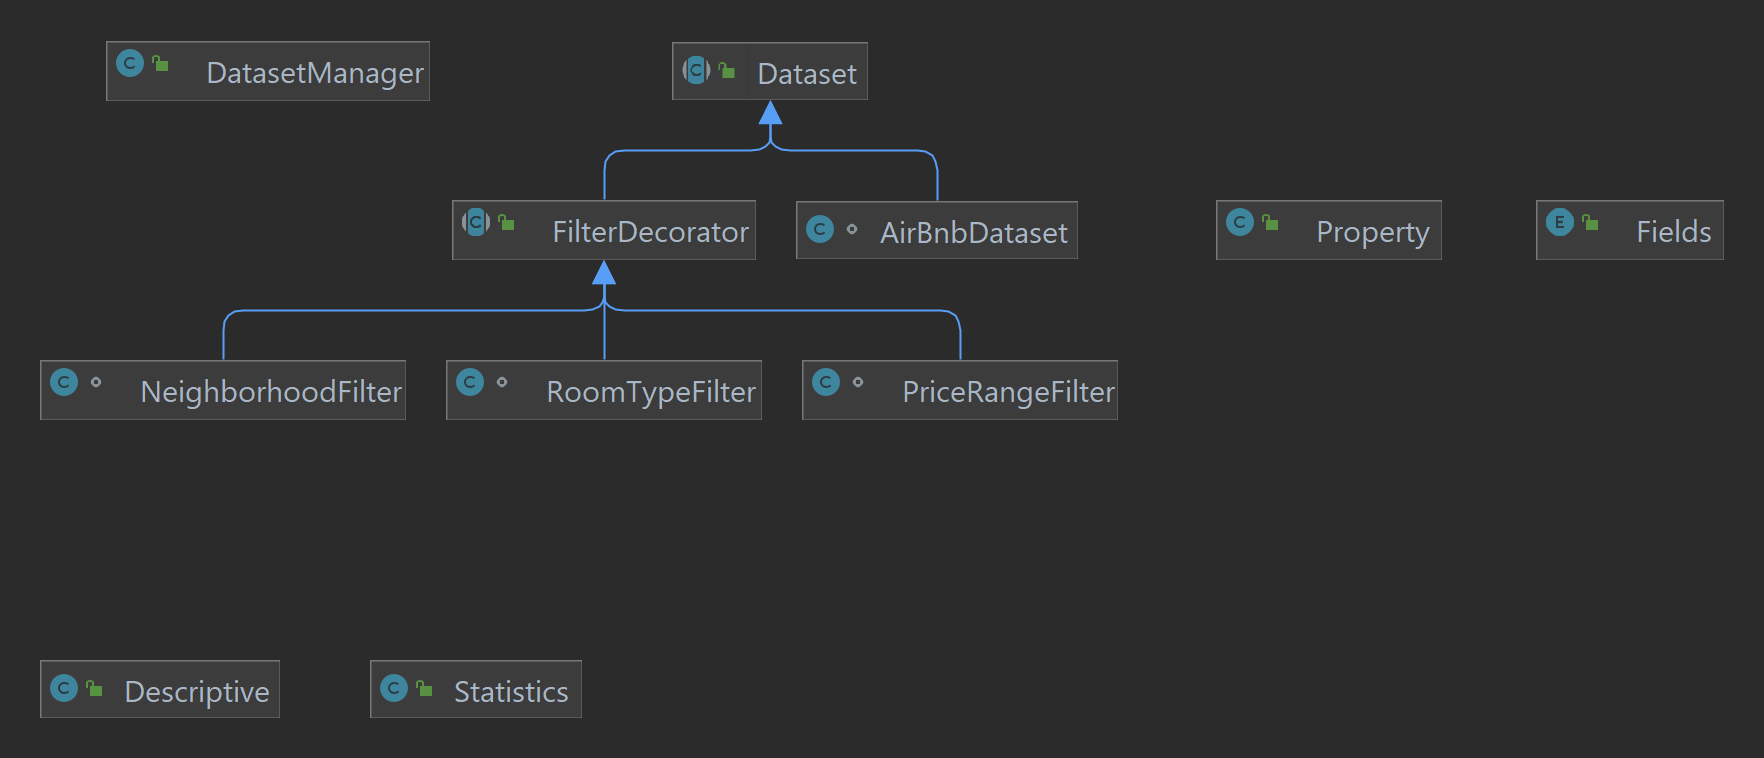 C DatasetManager
C Dataset
C FilterDecorator
C AirBnbDataset
C Property
E Fields
C NeighborhoodFilter
C RoomTypeFilter
C PriceRangeFilter
C Descriptive
C Statistics